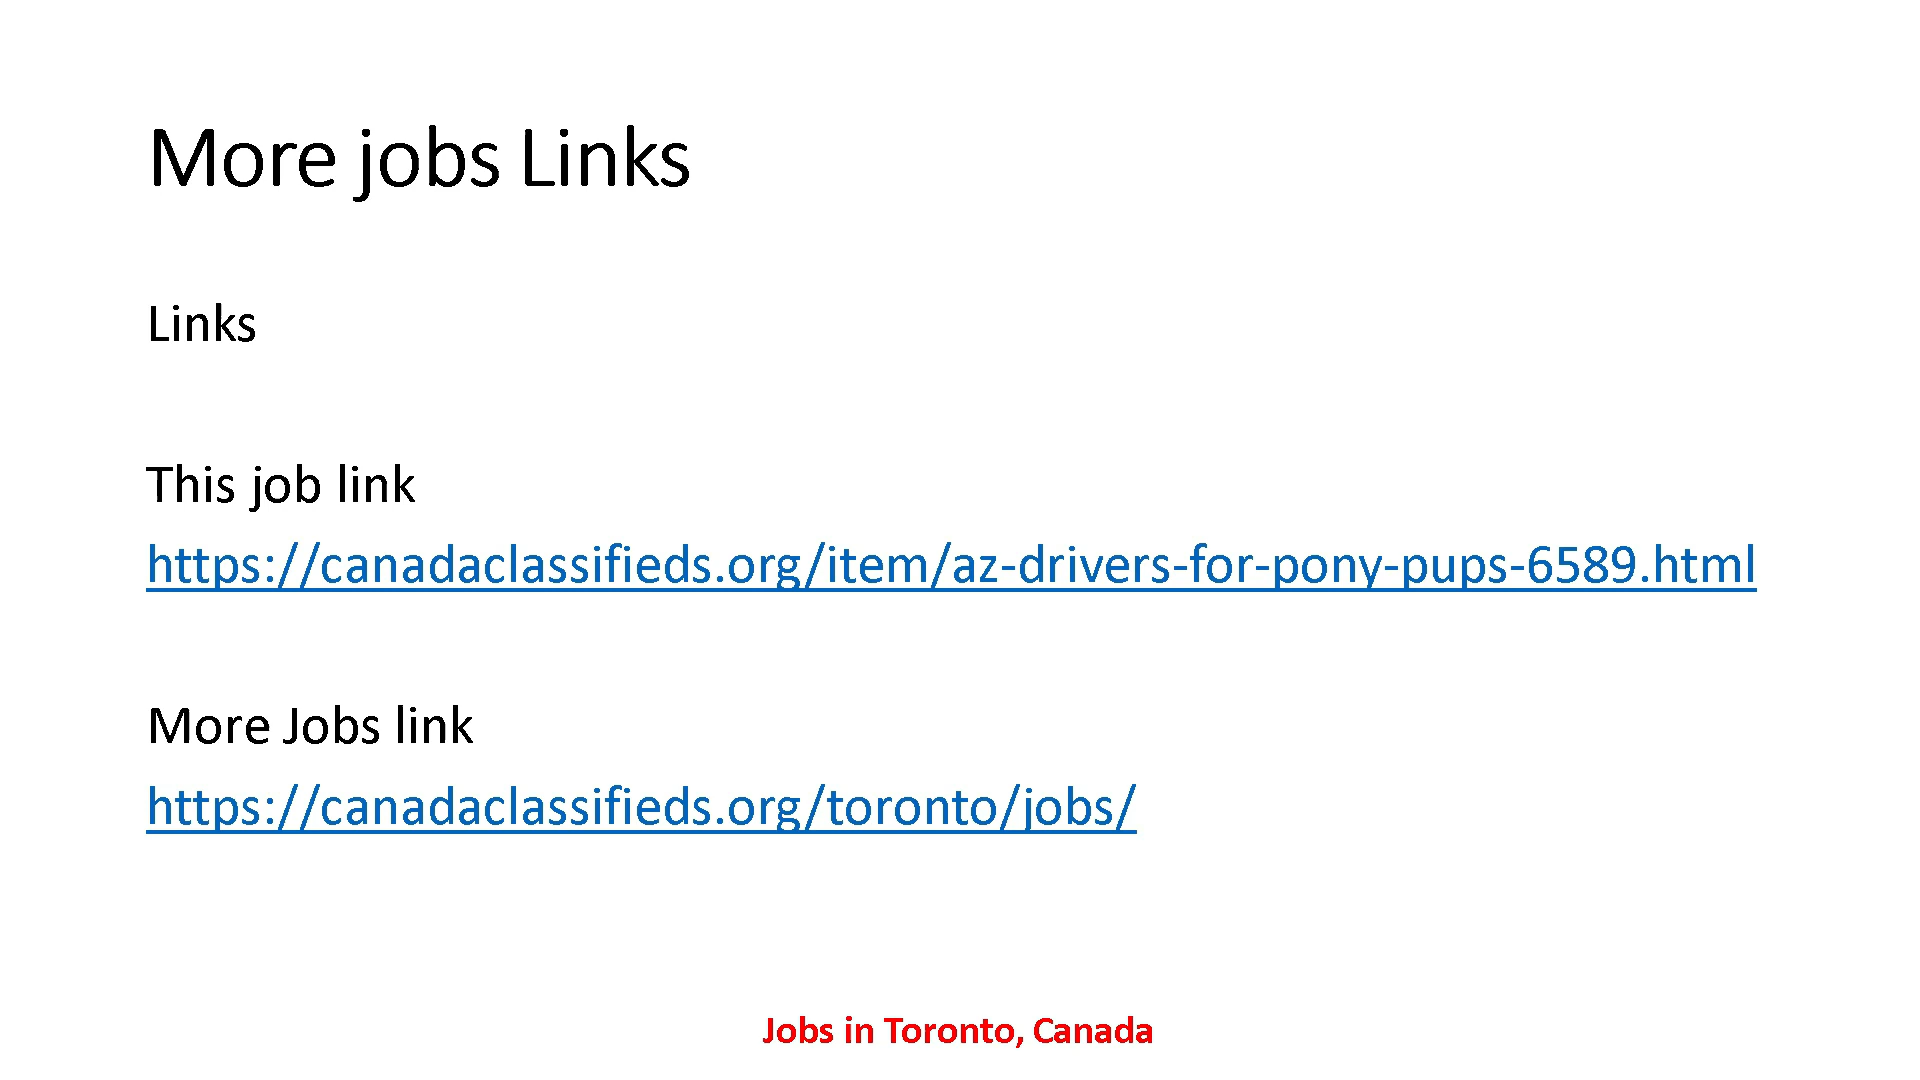 More jobs Links
Links
This job link
https://canadaclassifieds.org/item/az-drivers-for-pony-pups-6589.html
More Jobs link
https://canadaclassifieds.org/toronto/jobs/
Jobs in Toronto, Canada